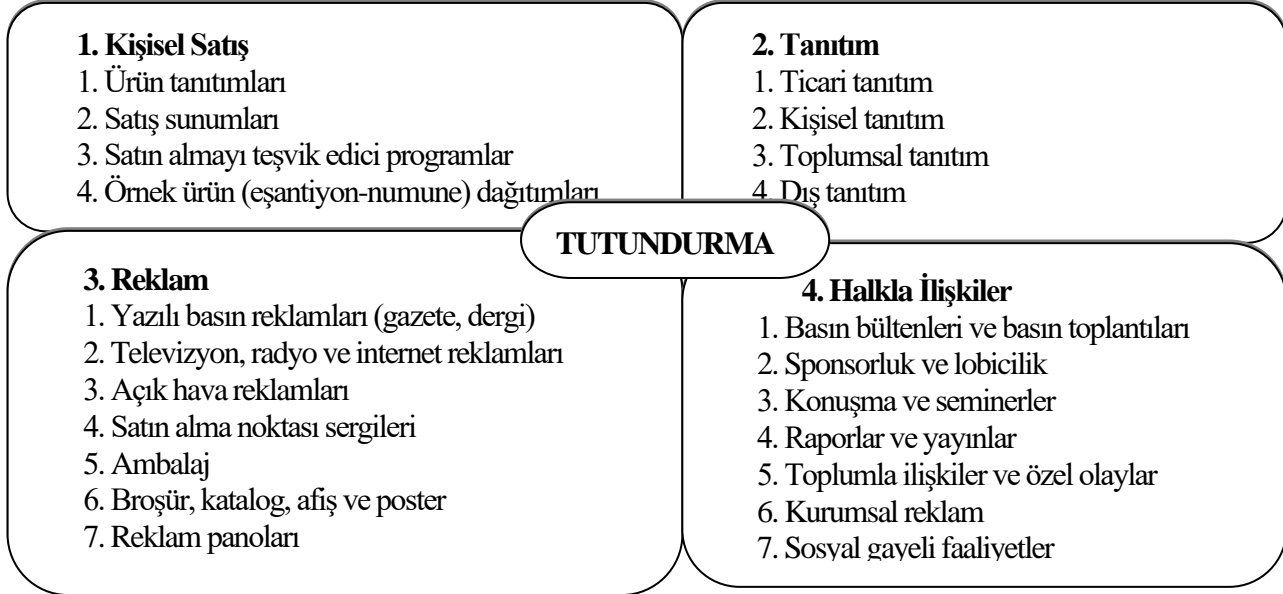 1. Kişisel Satış
1. Ürün tanıtımları
2. Satış sunumları
3. Satın almayı teşvik edici programlar
4. Örnek ürün (eşantiyon-numune) dağıtımları
2. Tanıtım
1. Ticari tanıtım
2. Kişisel tanıtım
3. Toplumsal tanıtım
4. Dış tanıtım
TUTUNDURMA
3. Reklam
1. Yazılı basın reklamları (gazete, dergi)
2. Televizyon, radyo ve internet reklamları
3. Açık hava reklamları
4. Satın alma noktası sergileri
5. Ambalaj
6. Broşür, katalog, afiş ve poster
7. Reklam panoları
4. Halkla İlişkiler
1. Basın bültenleri ve basın toplantıları
2. Sponsorluk ve lobicilik
3. Konuşma ve seminerler
4. Raporlar ve yayınlar
5. Toplumla ilişkiler ve özel olaylar
6. Kurumsal reklam
7. Sosyal gayeli faaliyetler